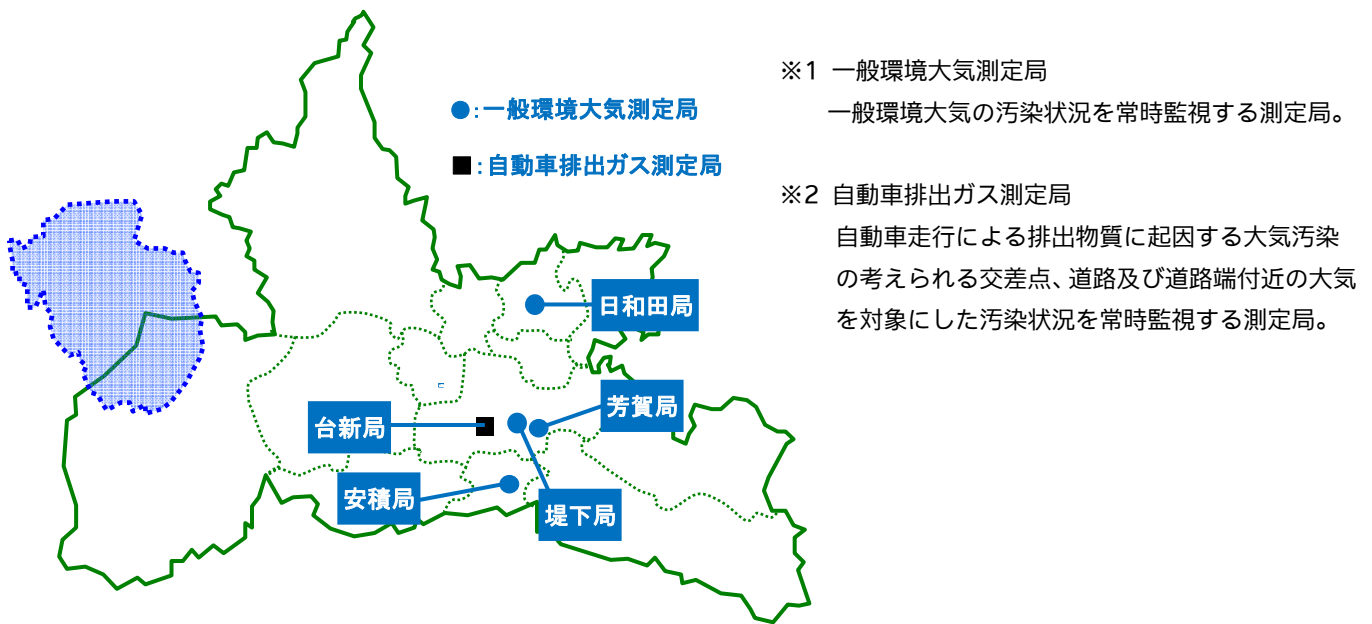 ●:一般環境大気測定局
■:自動車排出ガス測定局
日和田局
芳賀局
台新局
安積局
堤下局
※1 一般環境大気測定局
一般環境大気の汚染状況を常時監視する測定局。
※2 自動車排出ガス測定局
自動車走行による排出物質に起因する大気汚染
の考えられる交差点、道路及び道路端付近の大気
を対象にした汚染状況を常時監視する測定局。